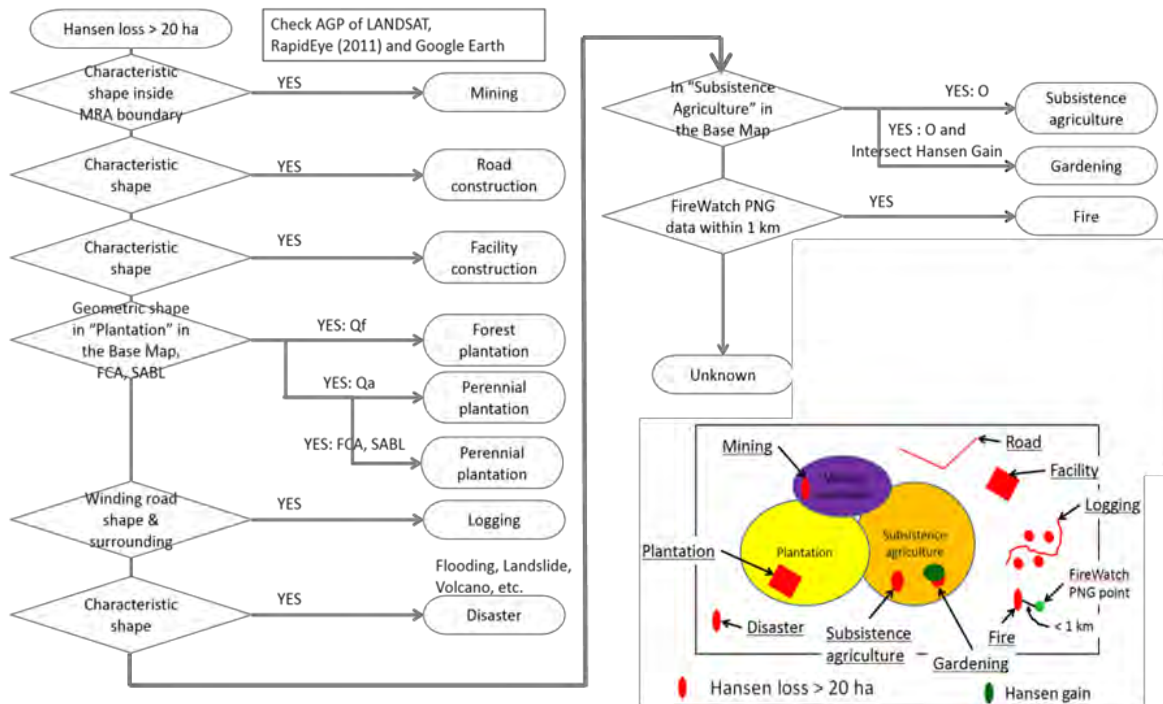 Hansen loss > 20 ha
Check AGP of LANDSAT,
RapidEye (2011) and Google Earth
Characteristic
shape inside
MRA boundary
YES
Mining
Characteristic
shape
YES
Road
construction
Characteristic
shape
YES
Facility
construction
Geometric shape
in "Plantation" in
the Base Map,
FCA, SABL
YES: Qf
Forest
plantation
YES: Qa
Perennial
plantation
YES: FCA, SABL
Perennial
plantation
Winding road
shape &
surrounding
YES
Logging
Characteristic
shape
YES
Flooding, Landslide,
Volcano, etc.
Disaster
In "Subsistence
Agriculture" in
the Base Map
YES: O
Subsistence
agriculture
YES : O and
Intersect Hansen Gain
Gardening
FireWatch PNG
data within 1 km
YES
Fire
Unknown
Mining
Road
Facility
Logging
Plantation
Plantation
Subsistence
agriculture
FireWatch
PNG point
< 1 km
Disaster
Subsistence
agriculture
Fire
Gardening
Hansen loss > 20 ha
Hansen gain